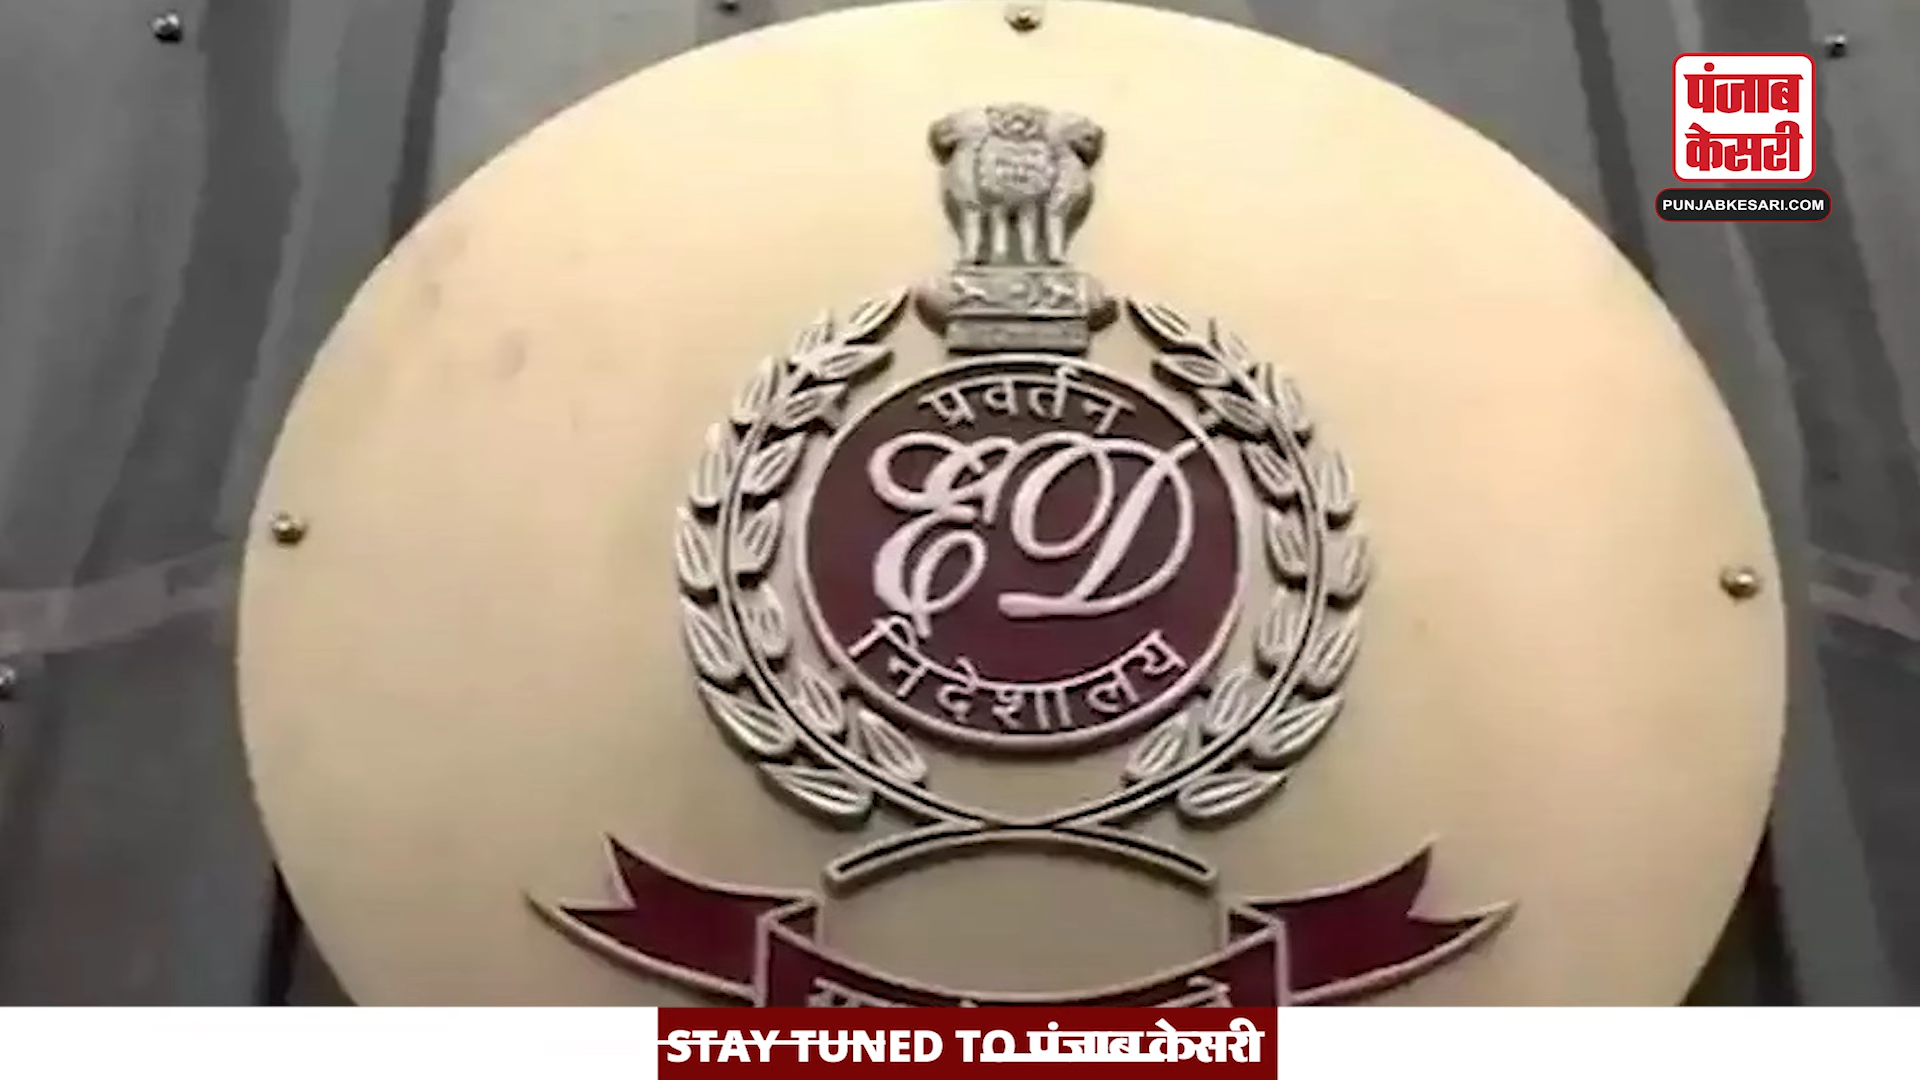 पंजाब
केसरी
PUNJABKESARI.COM
प्रवर्तन
ED
निदेशालय
STAY TUNED TO पंजाब केसरी